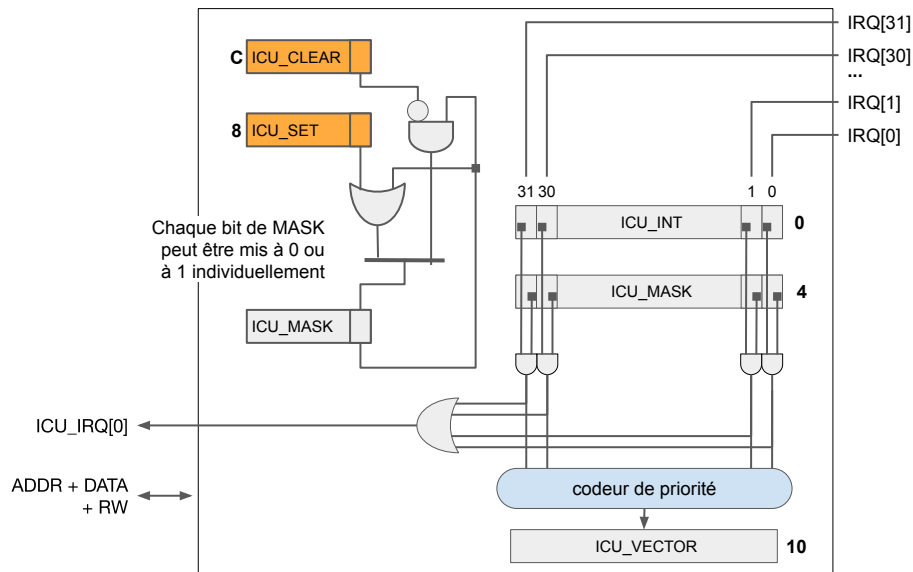 IRQ[31]
IRQ[30]
...
IRQ[1]
IRQ[0]
C ICU_CLEAR
8 ICU_SET
31 30 1 0
ICU_INT 0
Chaque bit de MASK
peut être mis à 0 ou
à 1 individuellement
ICU_MASK 4
ICU_MASK
ICU_IRQ[0]
ADDR + DATA
+ RW
codeur de priorité
ICU_VECTOR 10